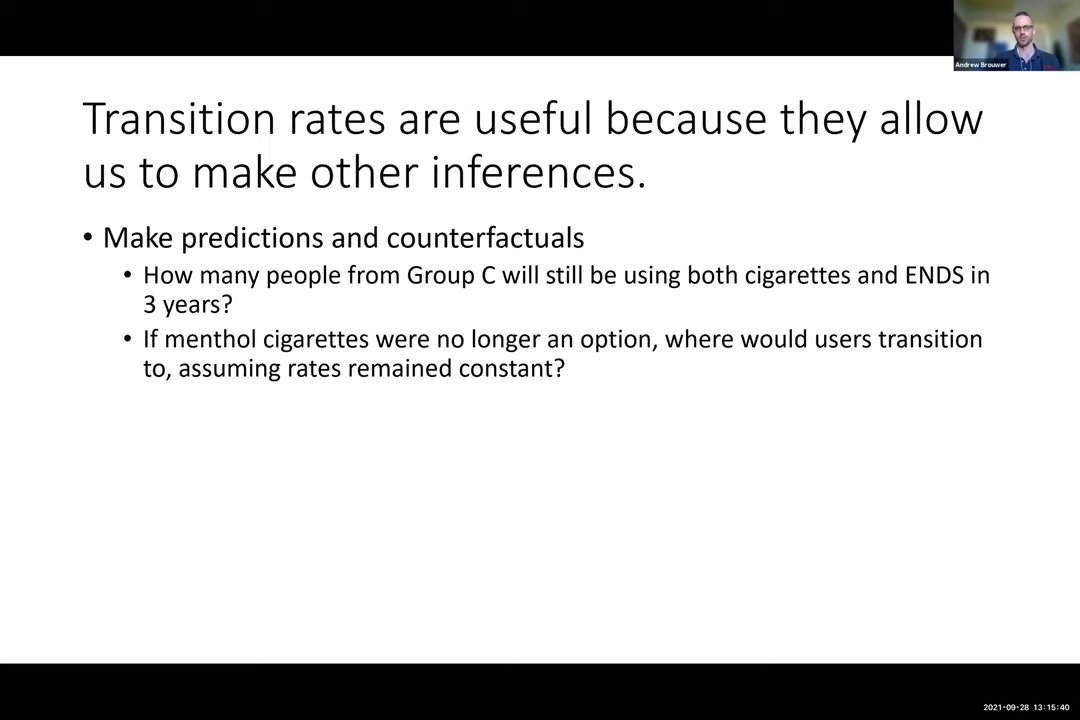 Andrew Brouwer
Transition rates are useful because they allow
us to make other inferences.
• Make predictions and counterfactuals
• How many people from Group C will still be using both cigarettes and ENDS in
3 years?
• If menthol cigarettes were no longer an option, where would users transition
to, assuming rates remained constant?
2021-09-28 13:15:40